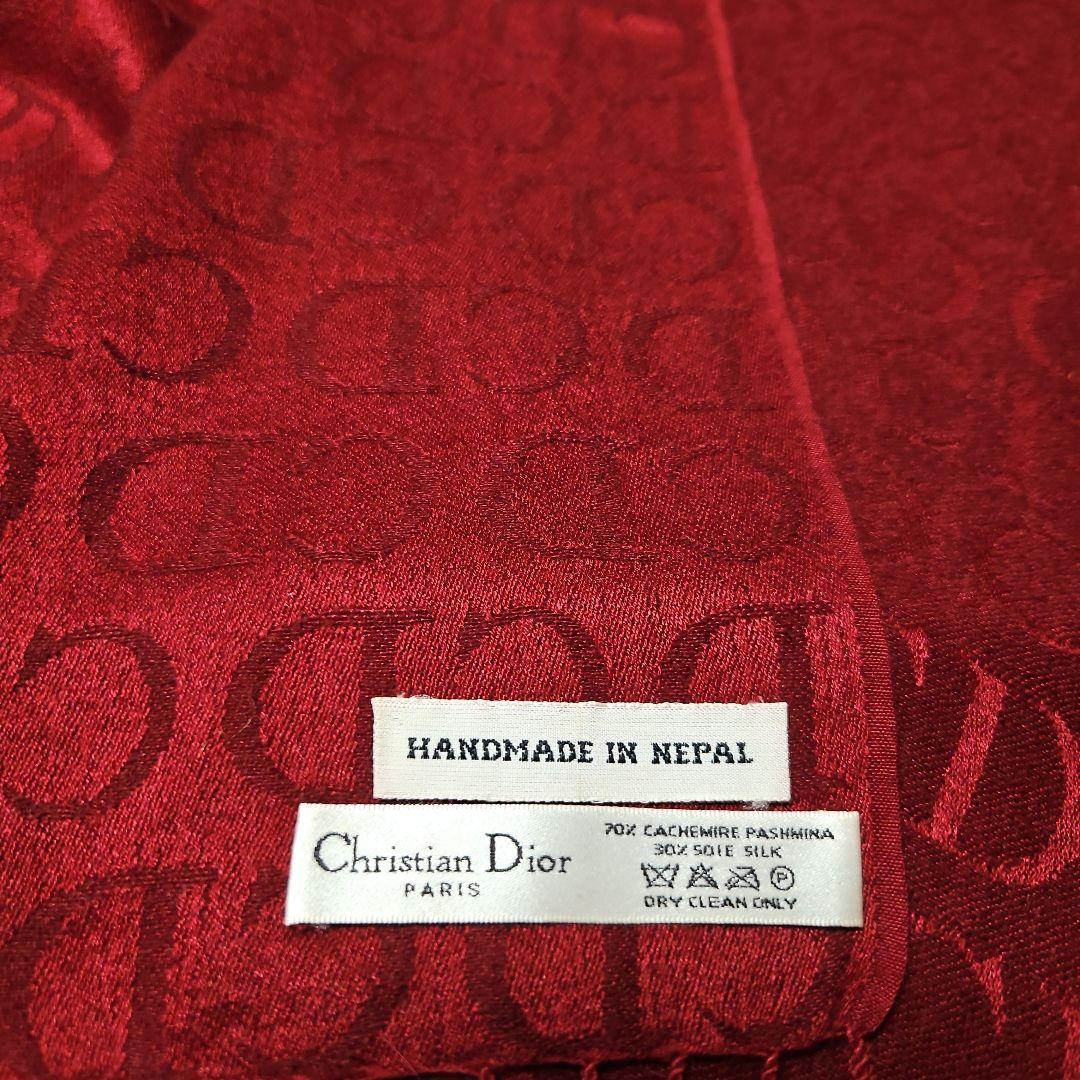 HANDMADE IN NEPAL
Christian Dior
PARIS
70% CACHEMIRE PASHMINA
30% SOIE SILK
P
DRY CLEAN ONLY